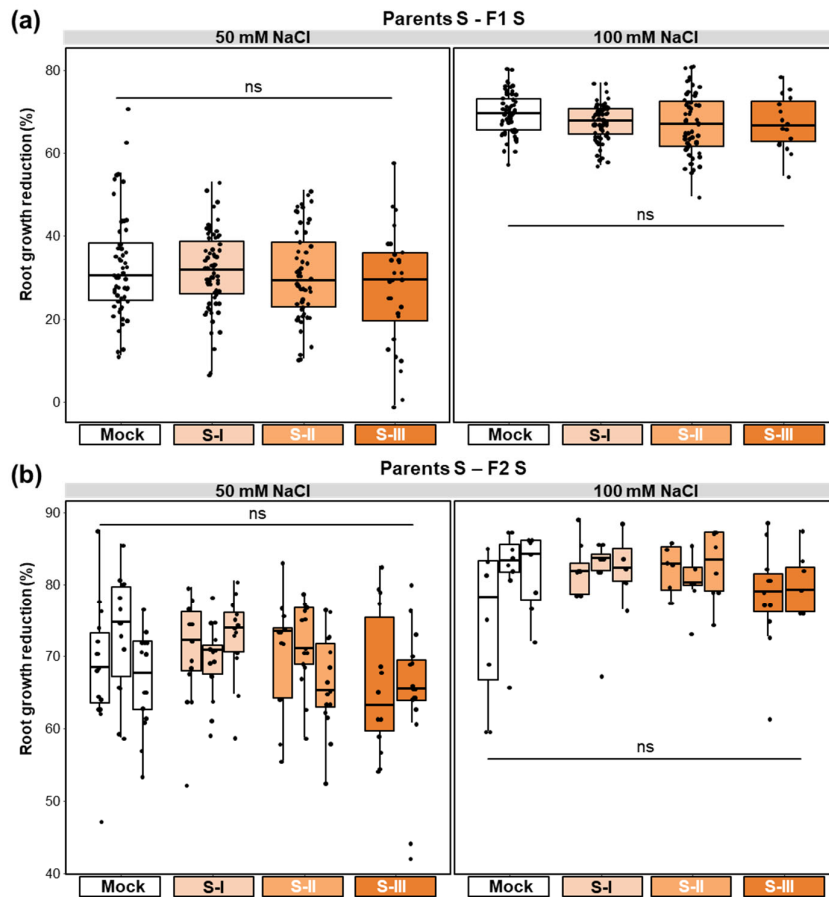 (a)
Parents S - F1 S
50 mM NaCl
100 mM NaCl
Root growth reduction (%)
80
60
40
20
0
ns
ns
Mock
S-I
S-II
S-III
Mock
S-I
S-II
S-III
(b)
Parents S – F2 S
50 mM NaCl
100 mM NaCl
Root growth reduction (%)
90
80
70
60
50
40
ns
ns
Mock
S-I
S-II
S-III
Mock
S-I
S-II
S-III